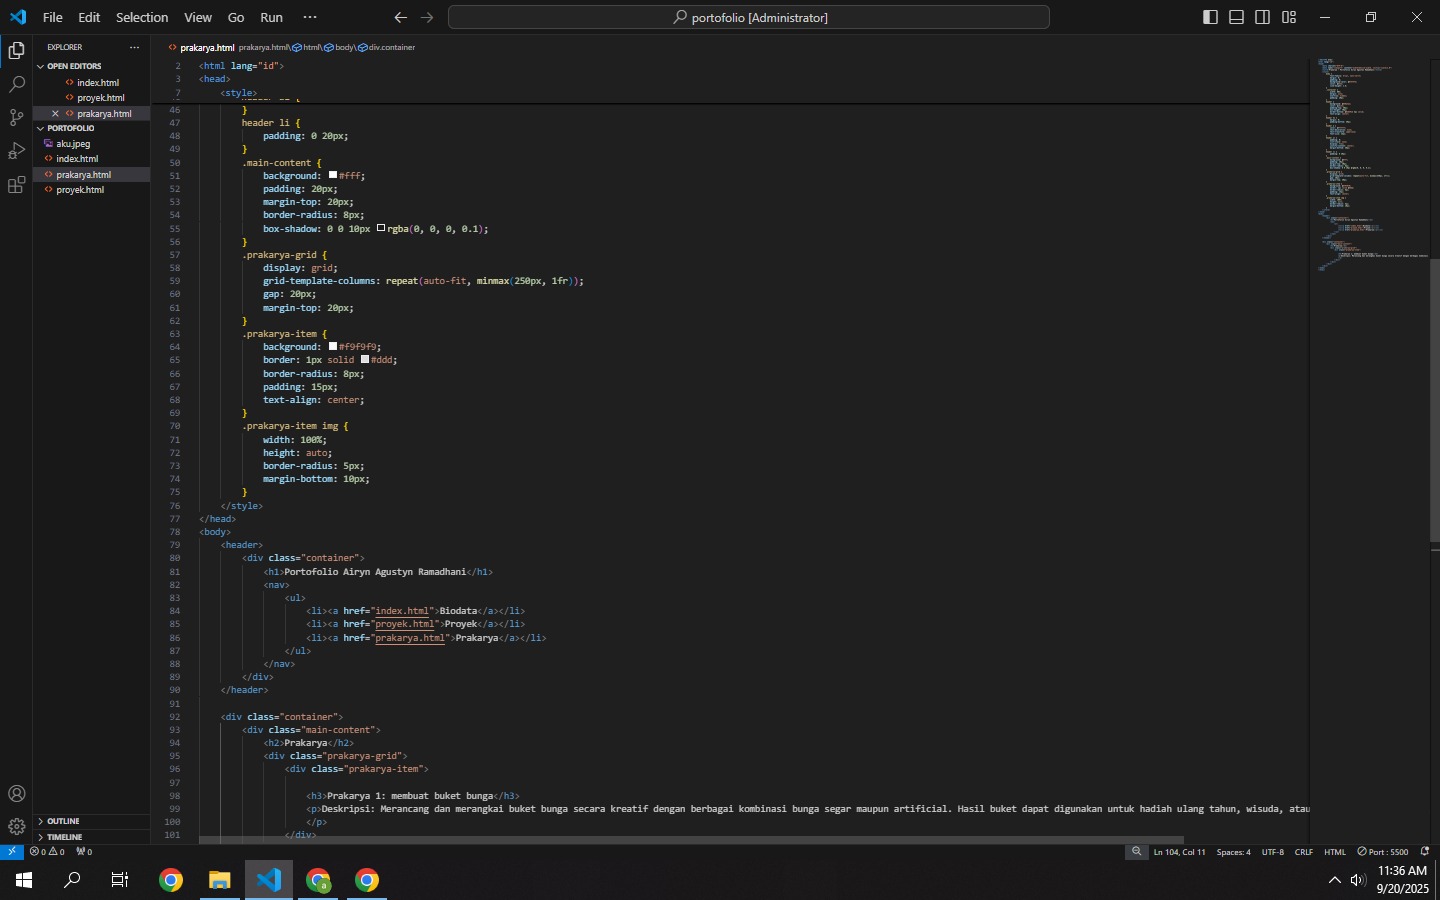 File Edit Selection View Go Run ···
portofolio [Administrator]
EXPLORER
OPEN EDITORS
index.html
proyek.html
prakarya.html
PORTOFOLIO
aku.jpeg
index.html
prakarya.html
proyek.html
OUTLINE
TIMELINE
prakarya.html prakarya.html\html\body\div.container
2 <html lang="id">
3 <head>
7 <style>
46 }
47 header li {
48 padding: 0 20px;
49 }
50 .main-content {
51 background: #fff;
52 padding: 20px;
53 margin-top: 20px;
54 border-radius: 8px;
55 box-shadow: 0 0 10px rgba(0, 0, 0, 0.1);
56 }
57 .prakarya-grid {
58 display: grid;
59 grid-template-columns: repeat(auto-fit, minmax(250px, 1fr));
60 gap: 20px;
61 margin-top: 20px;
62 }
63 .prakarya-item {
64 background: #f9f9f9;
65 border: 1px solid #ddd;
66 border-radius: 8px;
67 padding: 15px;
68 text-align: center;
69 }
70 .prakarya-item img {
71 width: 100%;
72 height: auto;
73 border-radius: 5px;
74 margin-bottom: 10px;
75 }
76 </style>
77 </head>
78 <body>
79 <header>
80 <div class="container">
81 <h1>Portofolio Airyn Agustyn Ramadhani</h1>
82 <nav>
83 <ul>
84 <li><a href="index.html">Biodata</a></li>
85 <li><a href="proyek.html">Proyek</a></li>
86 <li><a href="prakarya.html">Prakarya</a></li>
87 </ul>
88 </nav>
89 </div>
90 </header>
91
92 <div class="container">
93 <div class="main-content">
94 <h2>Prakarya</h2>
95 <div class="prakarya-grid">
96 <div class="prakarya-item">
97
98 <h3>Prakarya 1: membuat buket bunga</h3>
99 <p>Deskripsi: Merancang dan merangkai buket bunga secara kreatif dengan berbagai kombinasi bunga segar maupun artificial. Hasil buket dapat digunakan untuk hadiah ulang tahun, wisuda, atau
100 </p>
101 </div>
0 0 0 Ln 104, Col 11 Spaces: 4 UTF-8 CRLF HTML Port : 5500
11:36 AM
9/20/2025